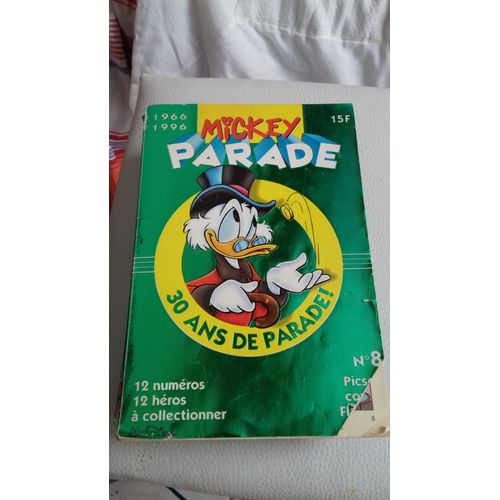 1966
1996
MiCKEY
15F
PARADE
30 ANS DE PARADE!
N°8
12 numéros
12 héros
à collectionner